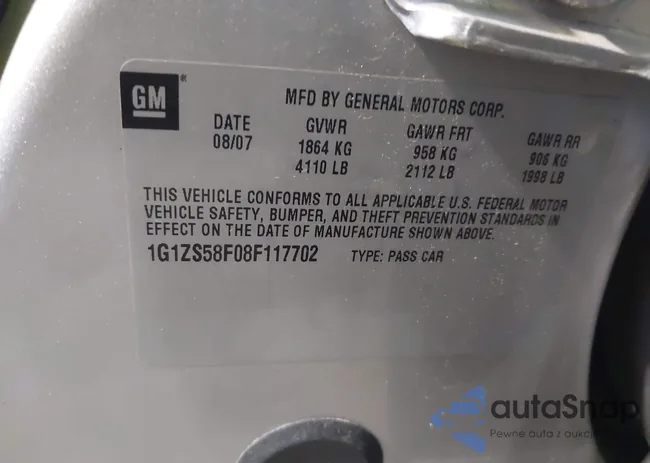 GM®
MFD BY GENERAL MOTORS CORP.
DATE GVWR GAWR FRT GAWR RR
08/07 1864 KG 958 KG 906 KG
4110 LB 2112 LB 1998 LB
THIS VEHICLE CONFORMS TO ALL APPLICABLE U.S. FEDERAL MOTOR
VEHICLE SAFETY, BUMPER, AND THEFT PREVENTION STANDARDS IN
EFFECT ON THE DATE OF MANUFACTURE SHOWN ABOVE.
1G1ZS58F08F117702 TYPE: PASS CAR
autoSnap
Pewne auta z aukcji